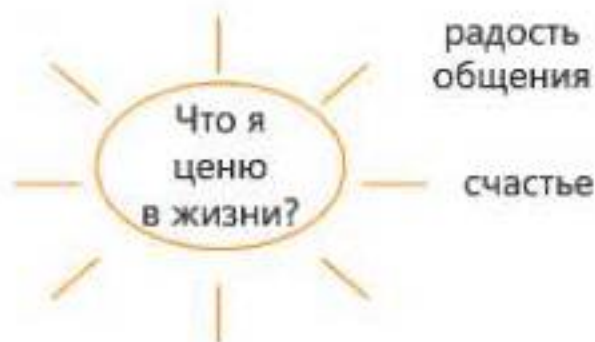 радость
общения
Что я
ценю
в жизни?
счастье